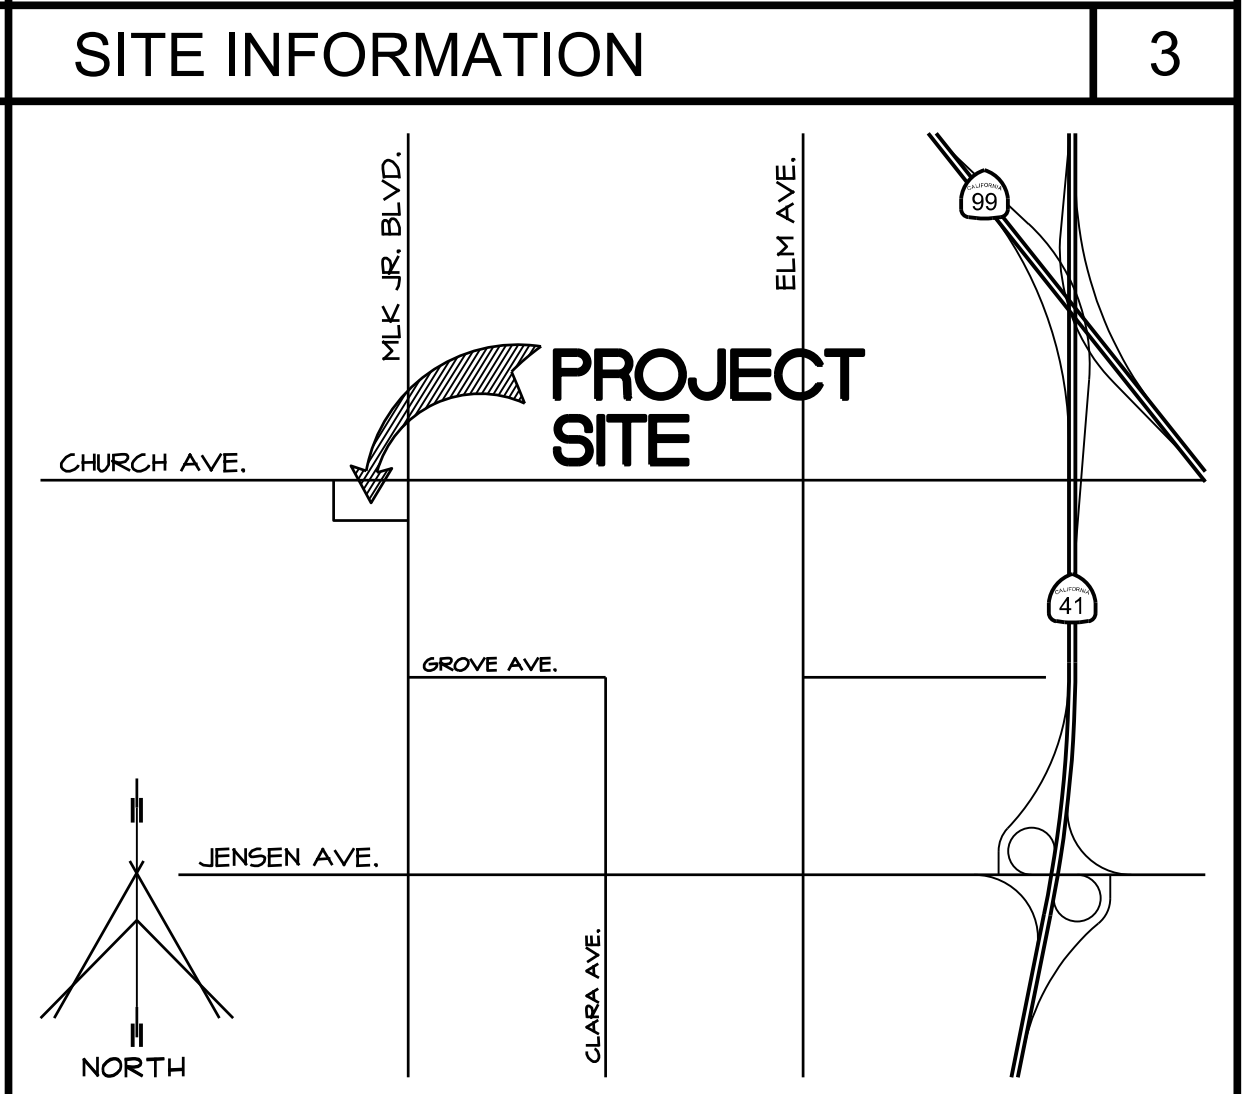 SITE INFORMATION
3
MLK JR. BLVD.
ELM AVE.
CALIFORNIA
99
PROJECT
SITE
CHURCH AVE.
CALIFORNIA
41
GROVE AVE.
JENSEN AVE.
CLARA AVE.
NORTH